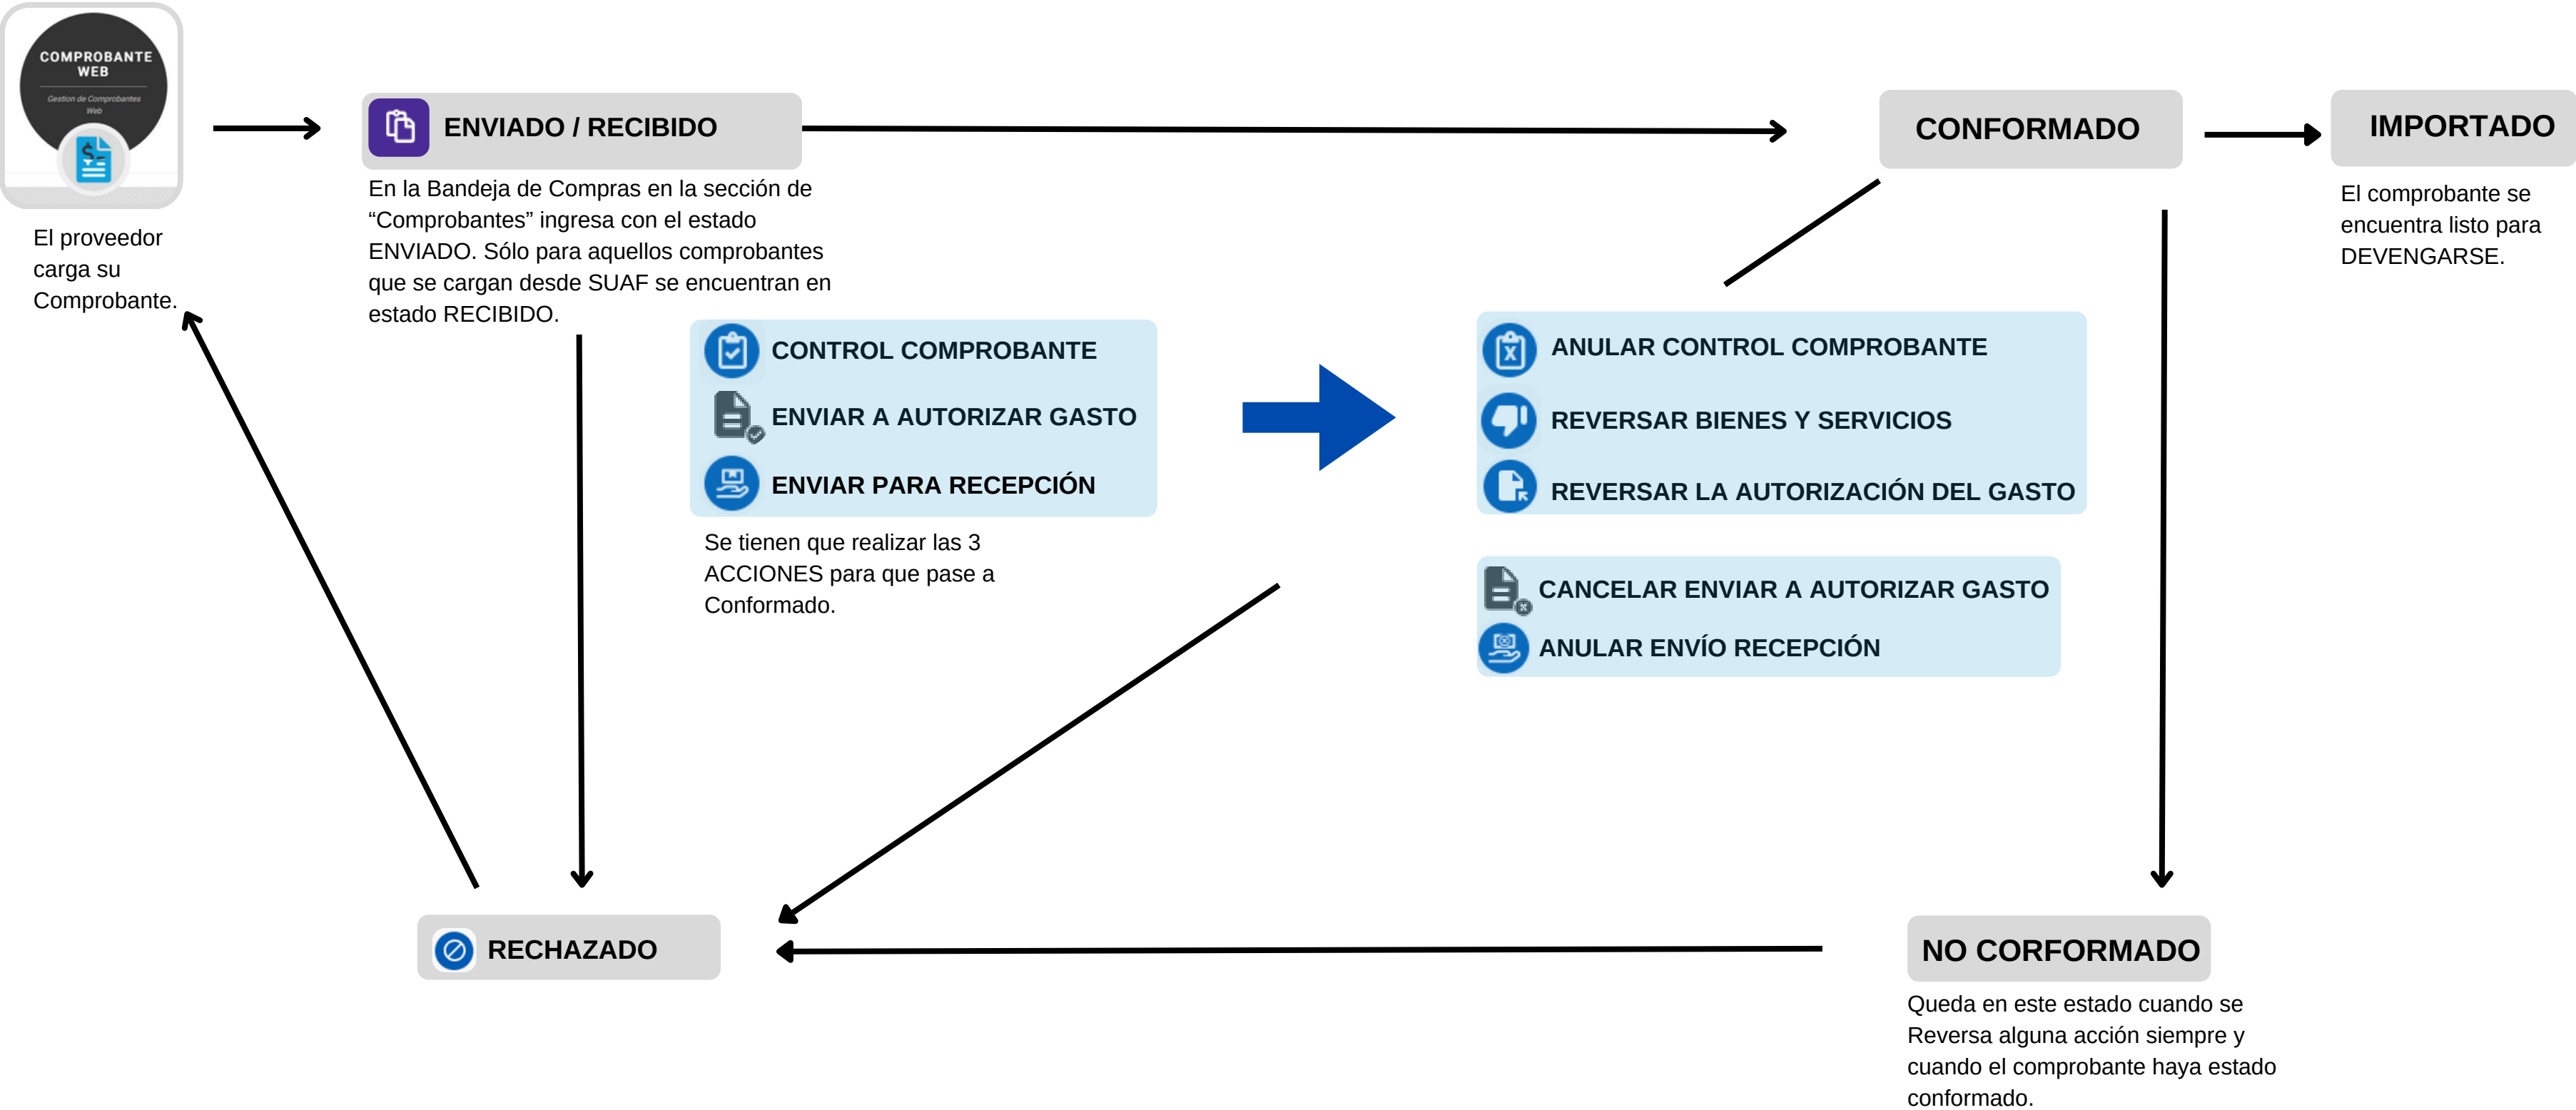 COMPROBANTE
WEB
Gestion de Comprobantes
Web
El proveedor
carga su
Comprobante.
ENVIADO / RECIBIDO
En la Bandeja de Compras en la sección de
“Comprobantes” ingresa con el estado
ENVIADO. Sólo para aquellos comprobantes
que se cargan desde SUAF se encuentran en
estado RECIBIDO.
CONFORMADO
IMPORTADO
El comprobante se
encuentra listo para
DEVENGARSE.
CONTROL COMPROBANTE
ENVIAR A AUTORIZAR GASTO
ENVIAR PARA RECEPCIÓN
Se tienen que realizar las 3
ACCIONES para que pase a
Conformado.
ANULAR CONTROL COMPROBANTE
REVERSAR BIENES Y SERVICIOS
REVERSAR LA AUTORIZACIÓN DEL GASTO
CANCELAR ENVIAR A AUTORIZAR GASTO
ANULAR ENVÍO RECEPCIÓN
RECHAZADO
NO CORFORMADO
Queda en este estado cuando se
Reversa alguna acción siempre y
cuando el comprobante haya estado
conformado.